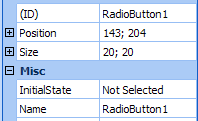 (ID) RadioButton1
Position 143; 204
Size 20; 20
Misc
InitialState Not Selected
Name RadioButton1